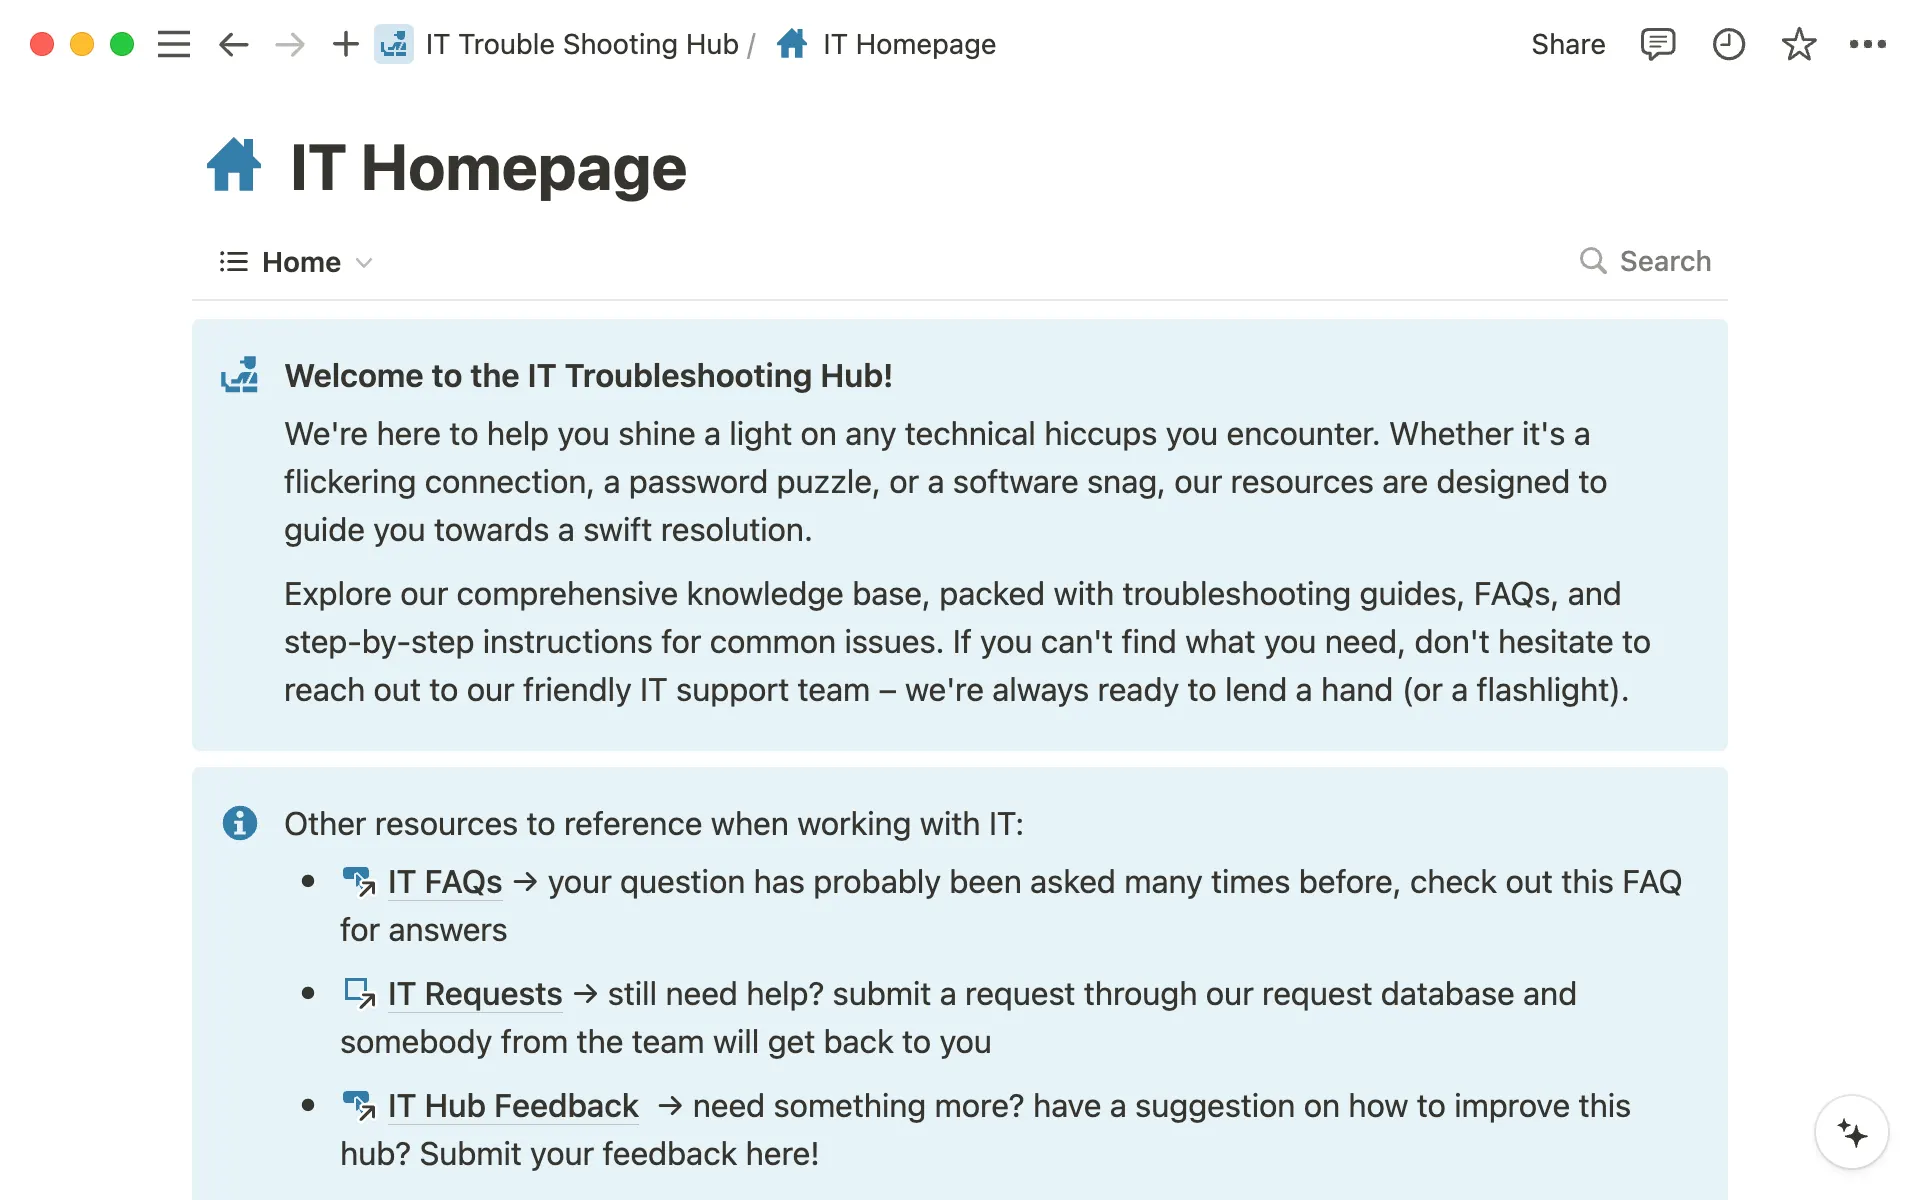 IT Trouble Shooting Hub / IT Homepage Share
IT Homepage
Home Search
Welcome to the IT Troubleshooting Hub!
We're here to help you shine a light on any technical hiccups you encounter. Whether it's a
flickering connection, a password puzzle, or a software snag, our resources are designed to
guide you towards a swift resolution.
Explore our comprehensive knowledge base, packed with troubleshooting guides, FAQs, and
step-by-step instructions for common issues. If you can't find what you need, don't hesitate to
reach out to our friendly IT support team – we're always ready to lend a hand (or a flashlight).
Other resources to reference when working with IT:
• IT FAQs → your question has probably been asked many times before, check out this FAQ
for answers
• IT Requests → still need help? submit a request through our request database and
somebody from the team will get back to you
• IT Hub Feedback → need something more? have a suggestion on how to improve this
hub? Submit your feedback here!